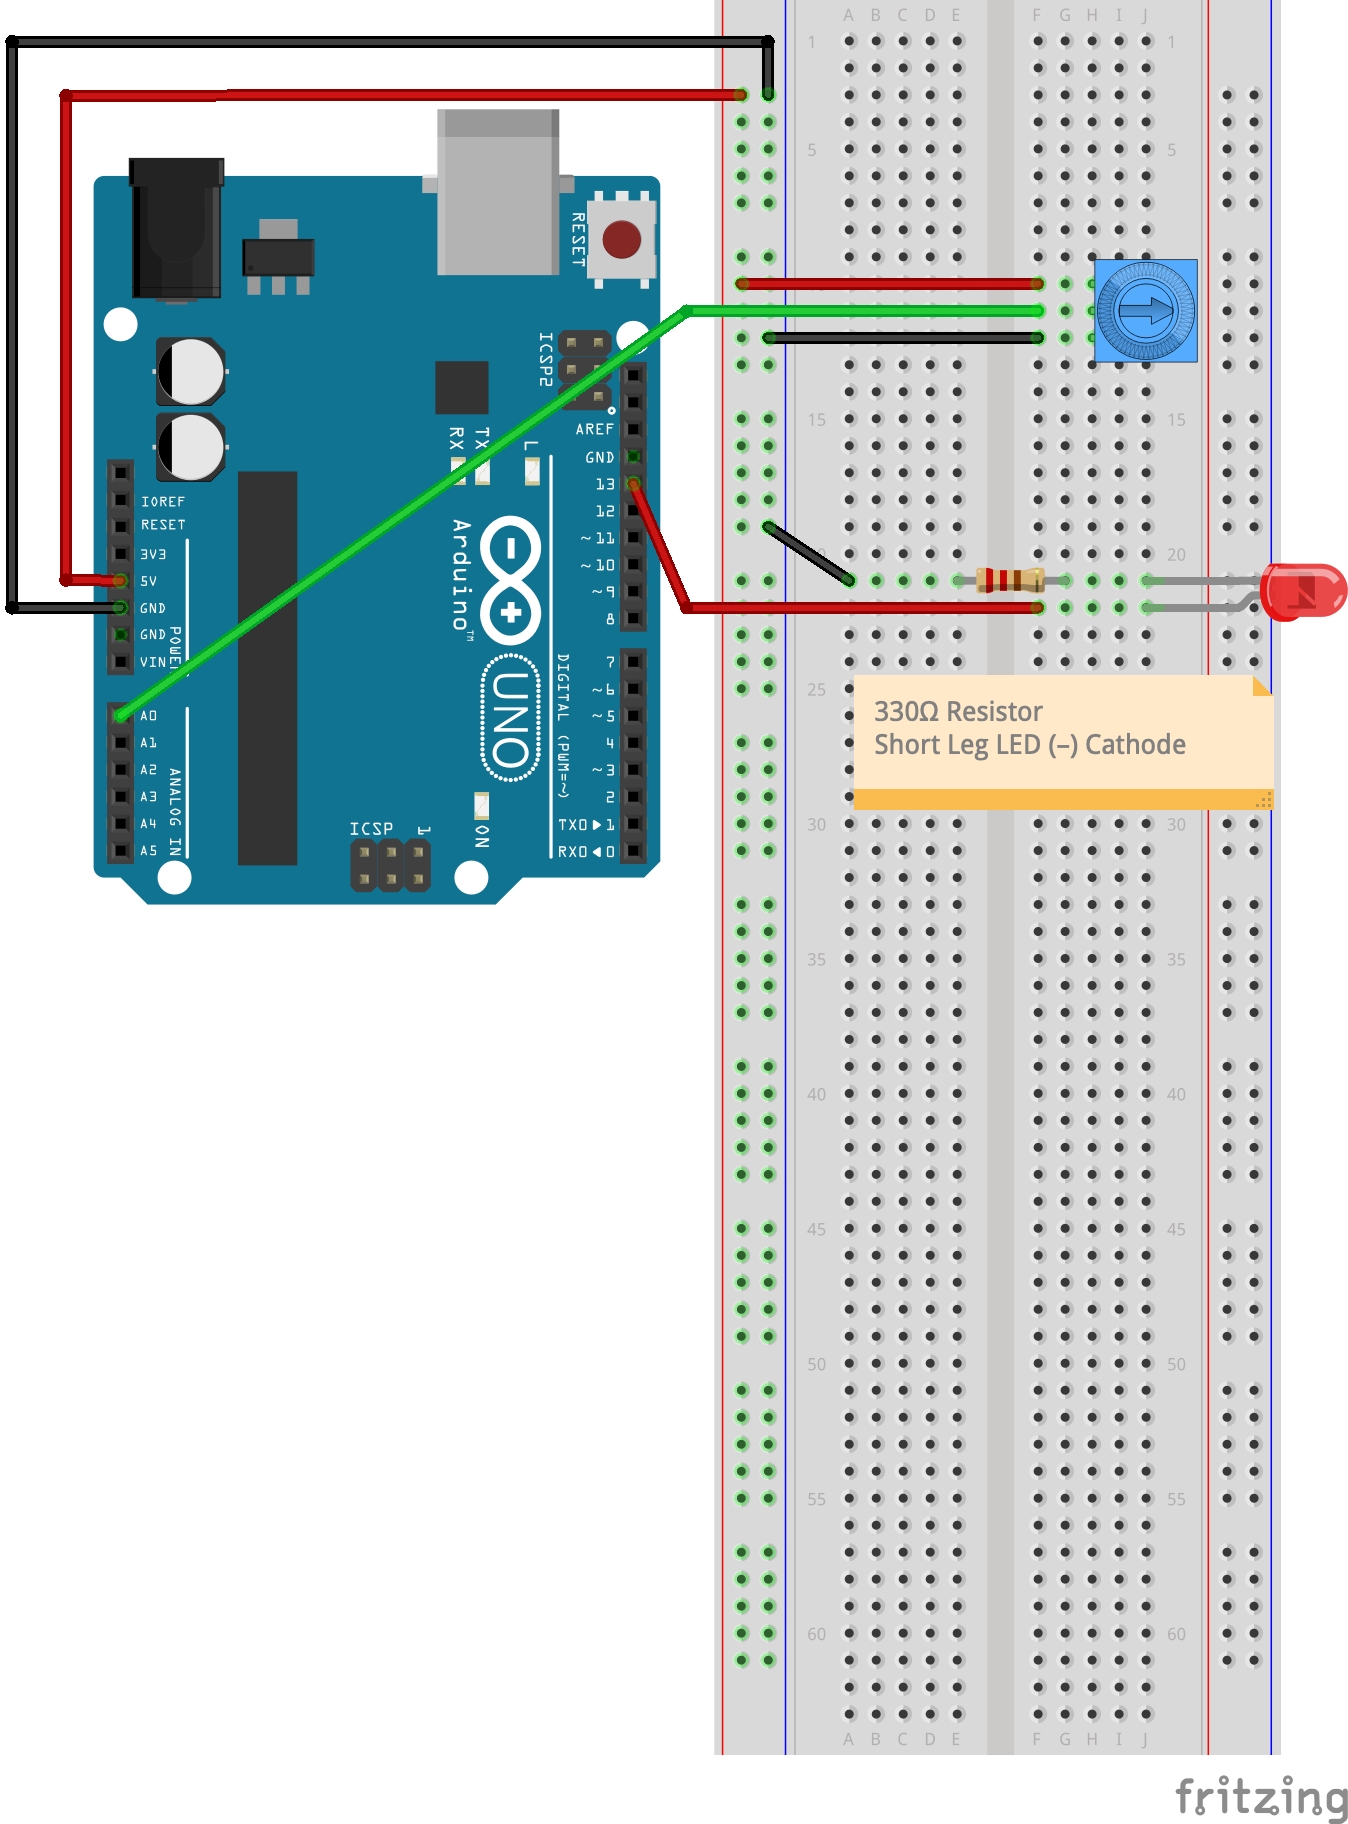 A B C D E F G H I J
1 1
5 5
15 15
20 20
25
30 30
35 35
40 40
45 45
50 50
55 55
60 60
A B C D E F G H I J
RESET
ICSP2
AREF
GND
13
12
~11
~10
~9
8
7
~6
~5
4
~3
2
TX0▶1
RX0◀0
DIGITAL (PWM=~)
RX
TX
L
Arduino™
UNO
IOREF
RESET
3V3
5V
GND
GND
VIN
POWER
A0
A1
A2
A3
A4
A5
ANALOG IN
ICSP
1
ON
330Ω Resistor
Short Leg LED (–) Cathode
fritzing